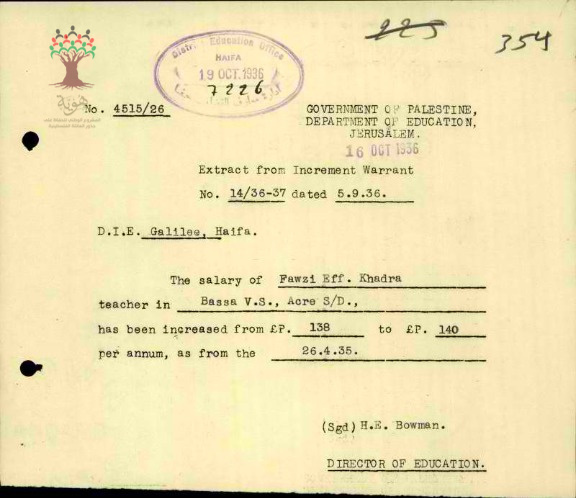 225
354
District Education Office
HAIFA
19 OCT. 1936
7226
هوية
No. 4515/26
GOVERNMENT OF PALESTINE,
DEPARTMENT OF EDUCATION,
JERUSALEM.
16 OCT 1936
Extract from Increment Warrant
No. 14/36-37 dated 5.9.36.
D.I.E. Galilee, Haifa.
The salary of Fawzi Eff. Khadra
teacher in Bassa V.S., Acre S/D.,
has been increased from £P. 138 to £P. 140
per annum, as from the 26.4.35.
(Sgd) H.E. Bowman.
DIRECTOR OF EDUCATION.